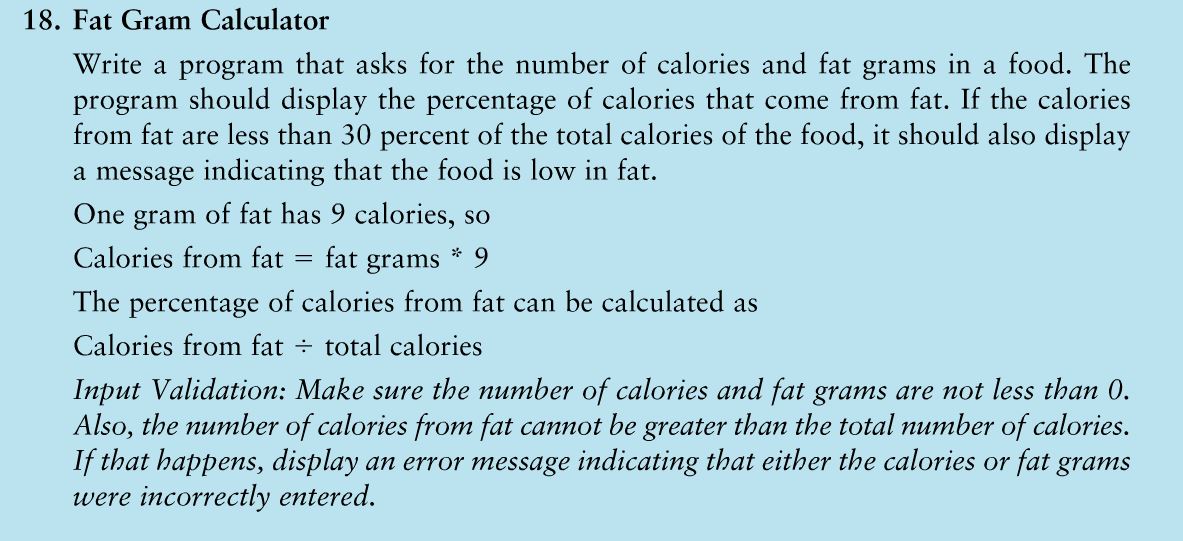 18. Fat Gram Calculator
Write a program that asks for the number of calories and fat grams in a food. The
program should display the percentage of calories that come from fat. If the calories
from fat are less than 30 percent of the total calories of the food, it should also display
a message indicating that the food is low in fat.
One gram of fat has 9 calories, so
Calories from fat = fat grams * 9
The percentage of calories from fat can be calculated as
Calories from fat ÷ total calories
Input Validation: Make sure the number of calories and fat grams are not less than 0.
Also, the number of calories from fat cannot be greater than the total number of calories.
If that happens, display an error message indicating that either the calories or fat grams
were incorrectly entered.